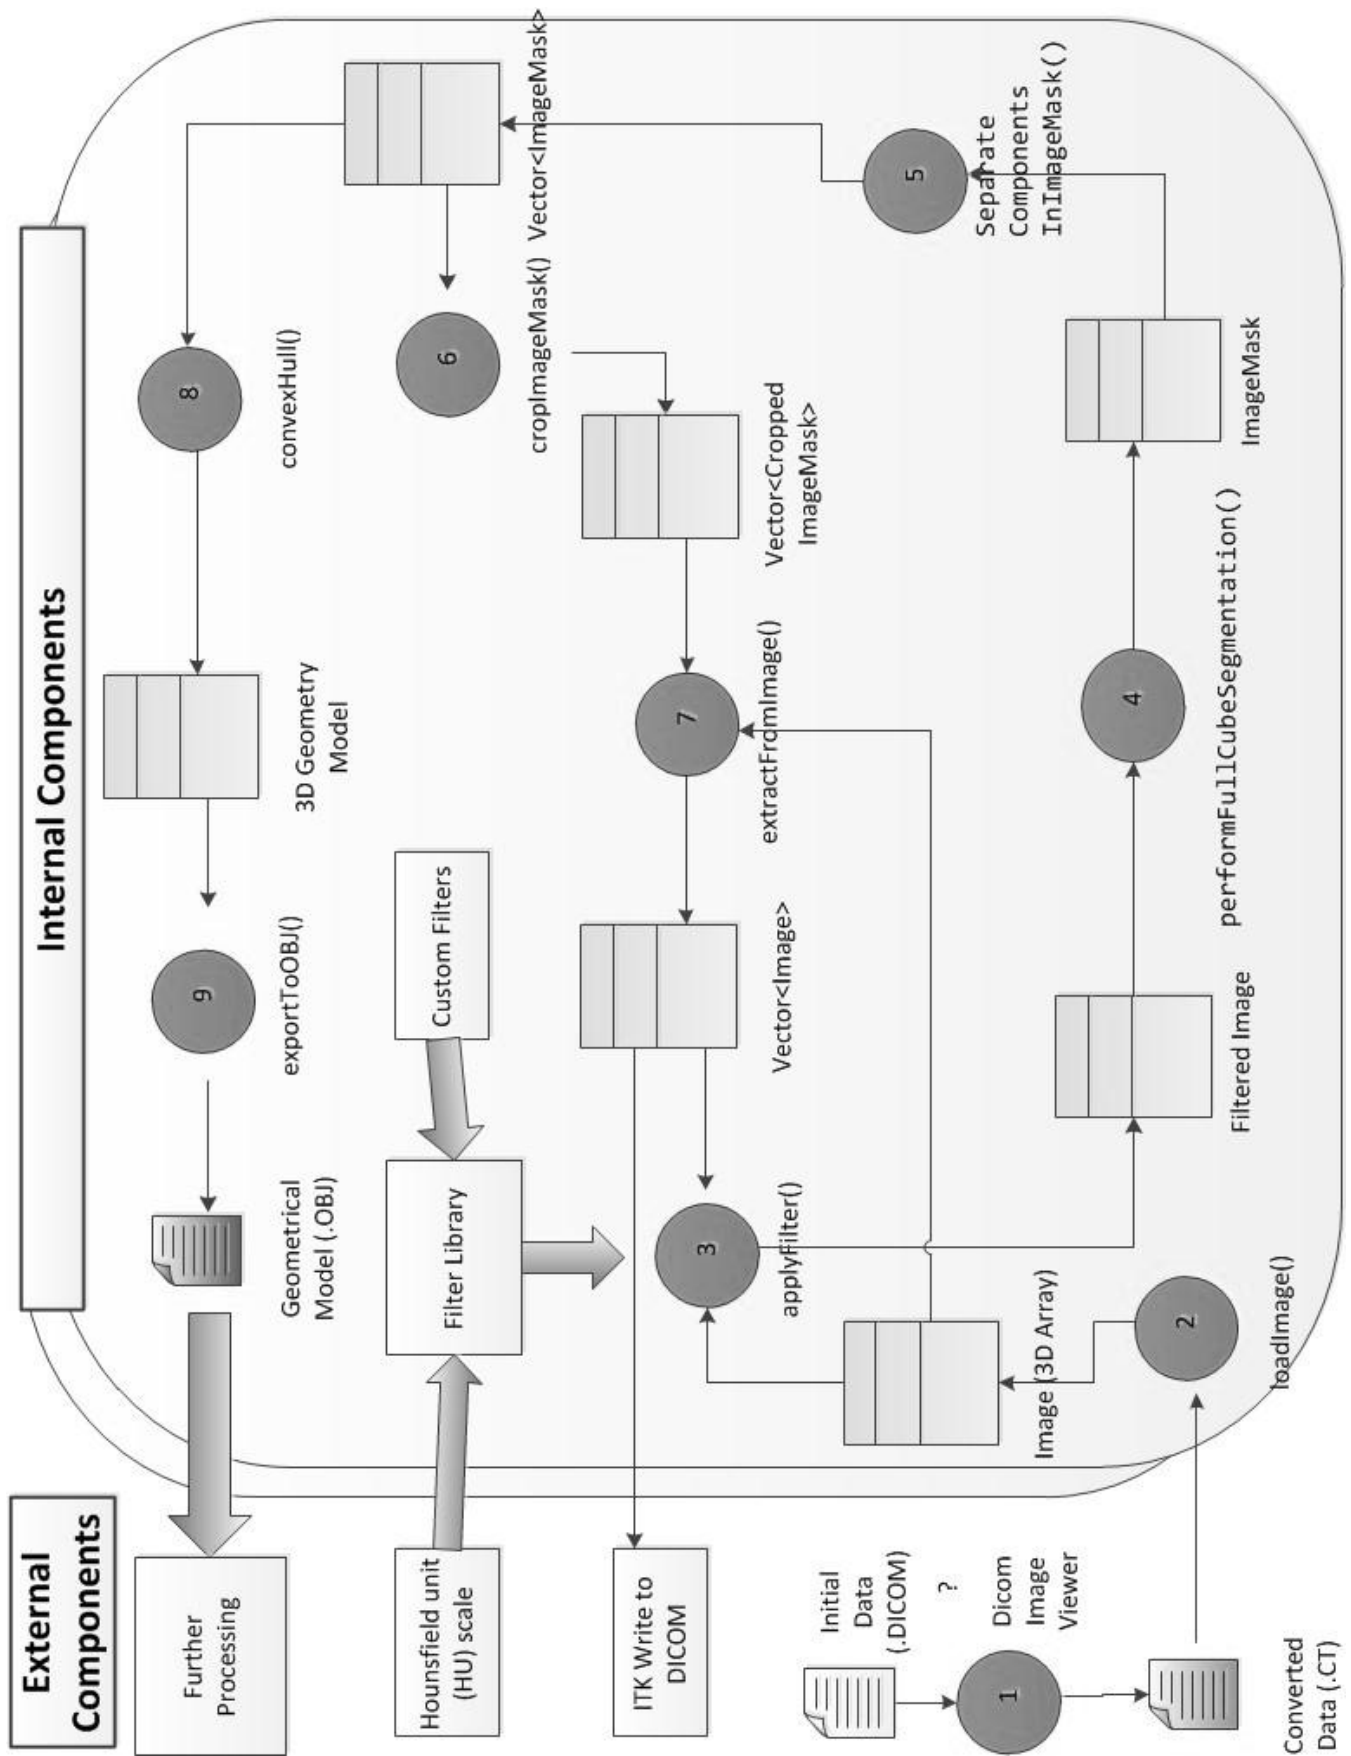 External
Components
Internal Components
Further
Processing
Geometrical
Model (.OBJ)
9
exportToOBJ()
3D Geometry
Model
8
convexHull()
Hounsfield unit
(HU) scale
Filter Library
Custom Filters
6
cropImageMask()
Vector<ImageMask>
ITK Write to
DICOM
3
applyFilter()
Vector<Image>
7
extractFromImage()
Vector<Cropped
ImageMask>
Initial
Data
(.DICOM)
?
1
Dicom
Image
Viewer
Converted
Data (.CT)
2
loadImage()
Image (3D Array)
Filtered Image
4
performFullCubeSegmentation()
ImageMask
5
Separate
Components
InImageMask()